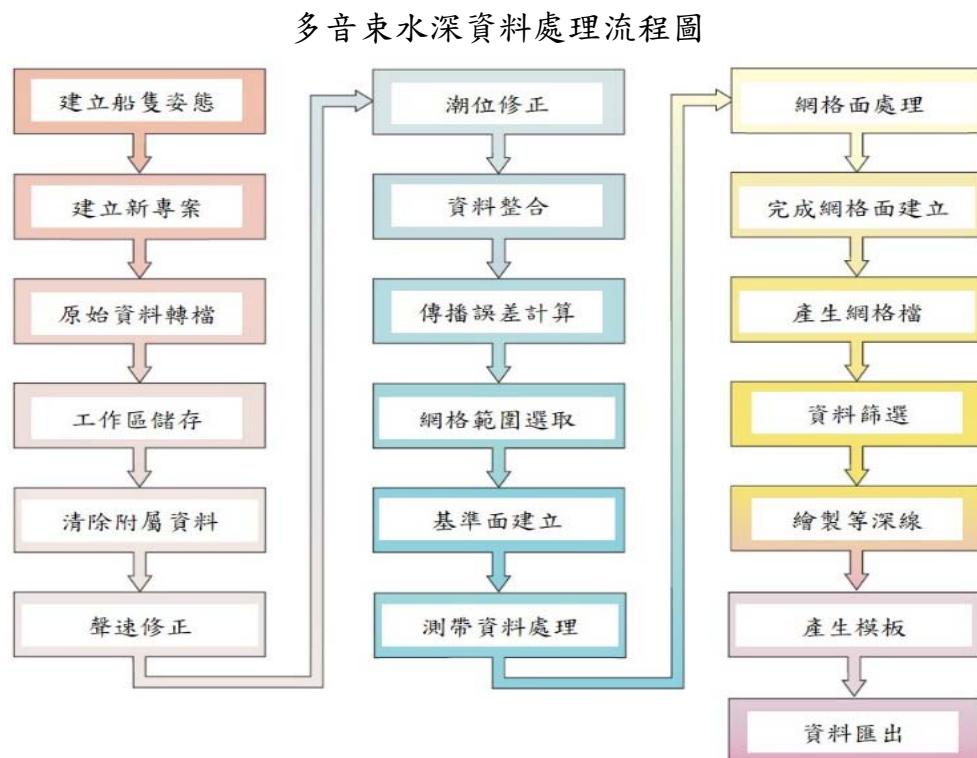 多音束水深資料處理流程圖
建立船隻姿態
建立新專案
原始資料轉檔
工作區儲存
清除附屬資料
聲速修正
潮位修正
資料整合
傳播誤差計算
網格範圍選取
基準面建立
測帶資料處理
網格面處理
完成網格面建立
產生網格檔
資料篩選
繪製等深線
產生模板
資料匯出